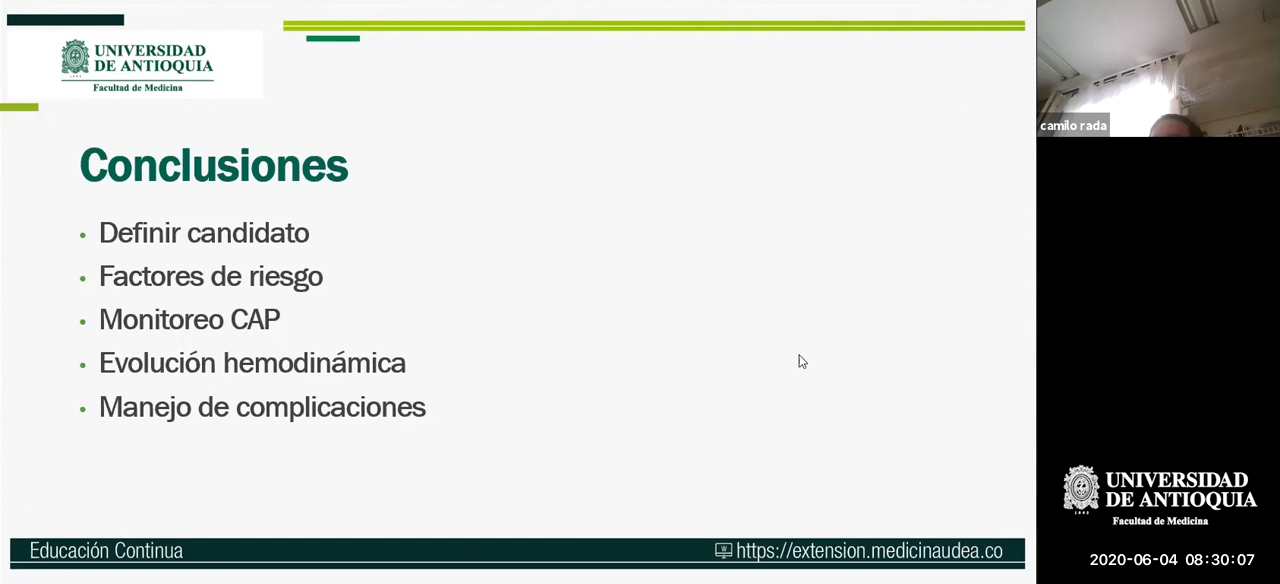 UNIVERSIDAD
DE ANTIOQUIA
1803
Facultad de Medicina
Conclusiones
• Definir candidato
• Factores de riesgo
• Monitoreo CAP
• Evolución hemodinámica
• Manejo de complicaciones
Educación Continua
https://extension.medicinaudea.co
camilo rada
UNIVERSIDAD
DE ANTIOQUIA
1803
Facultad de Medicina
2020-06-04 08:30:07